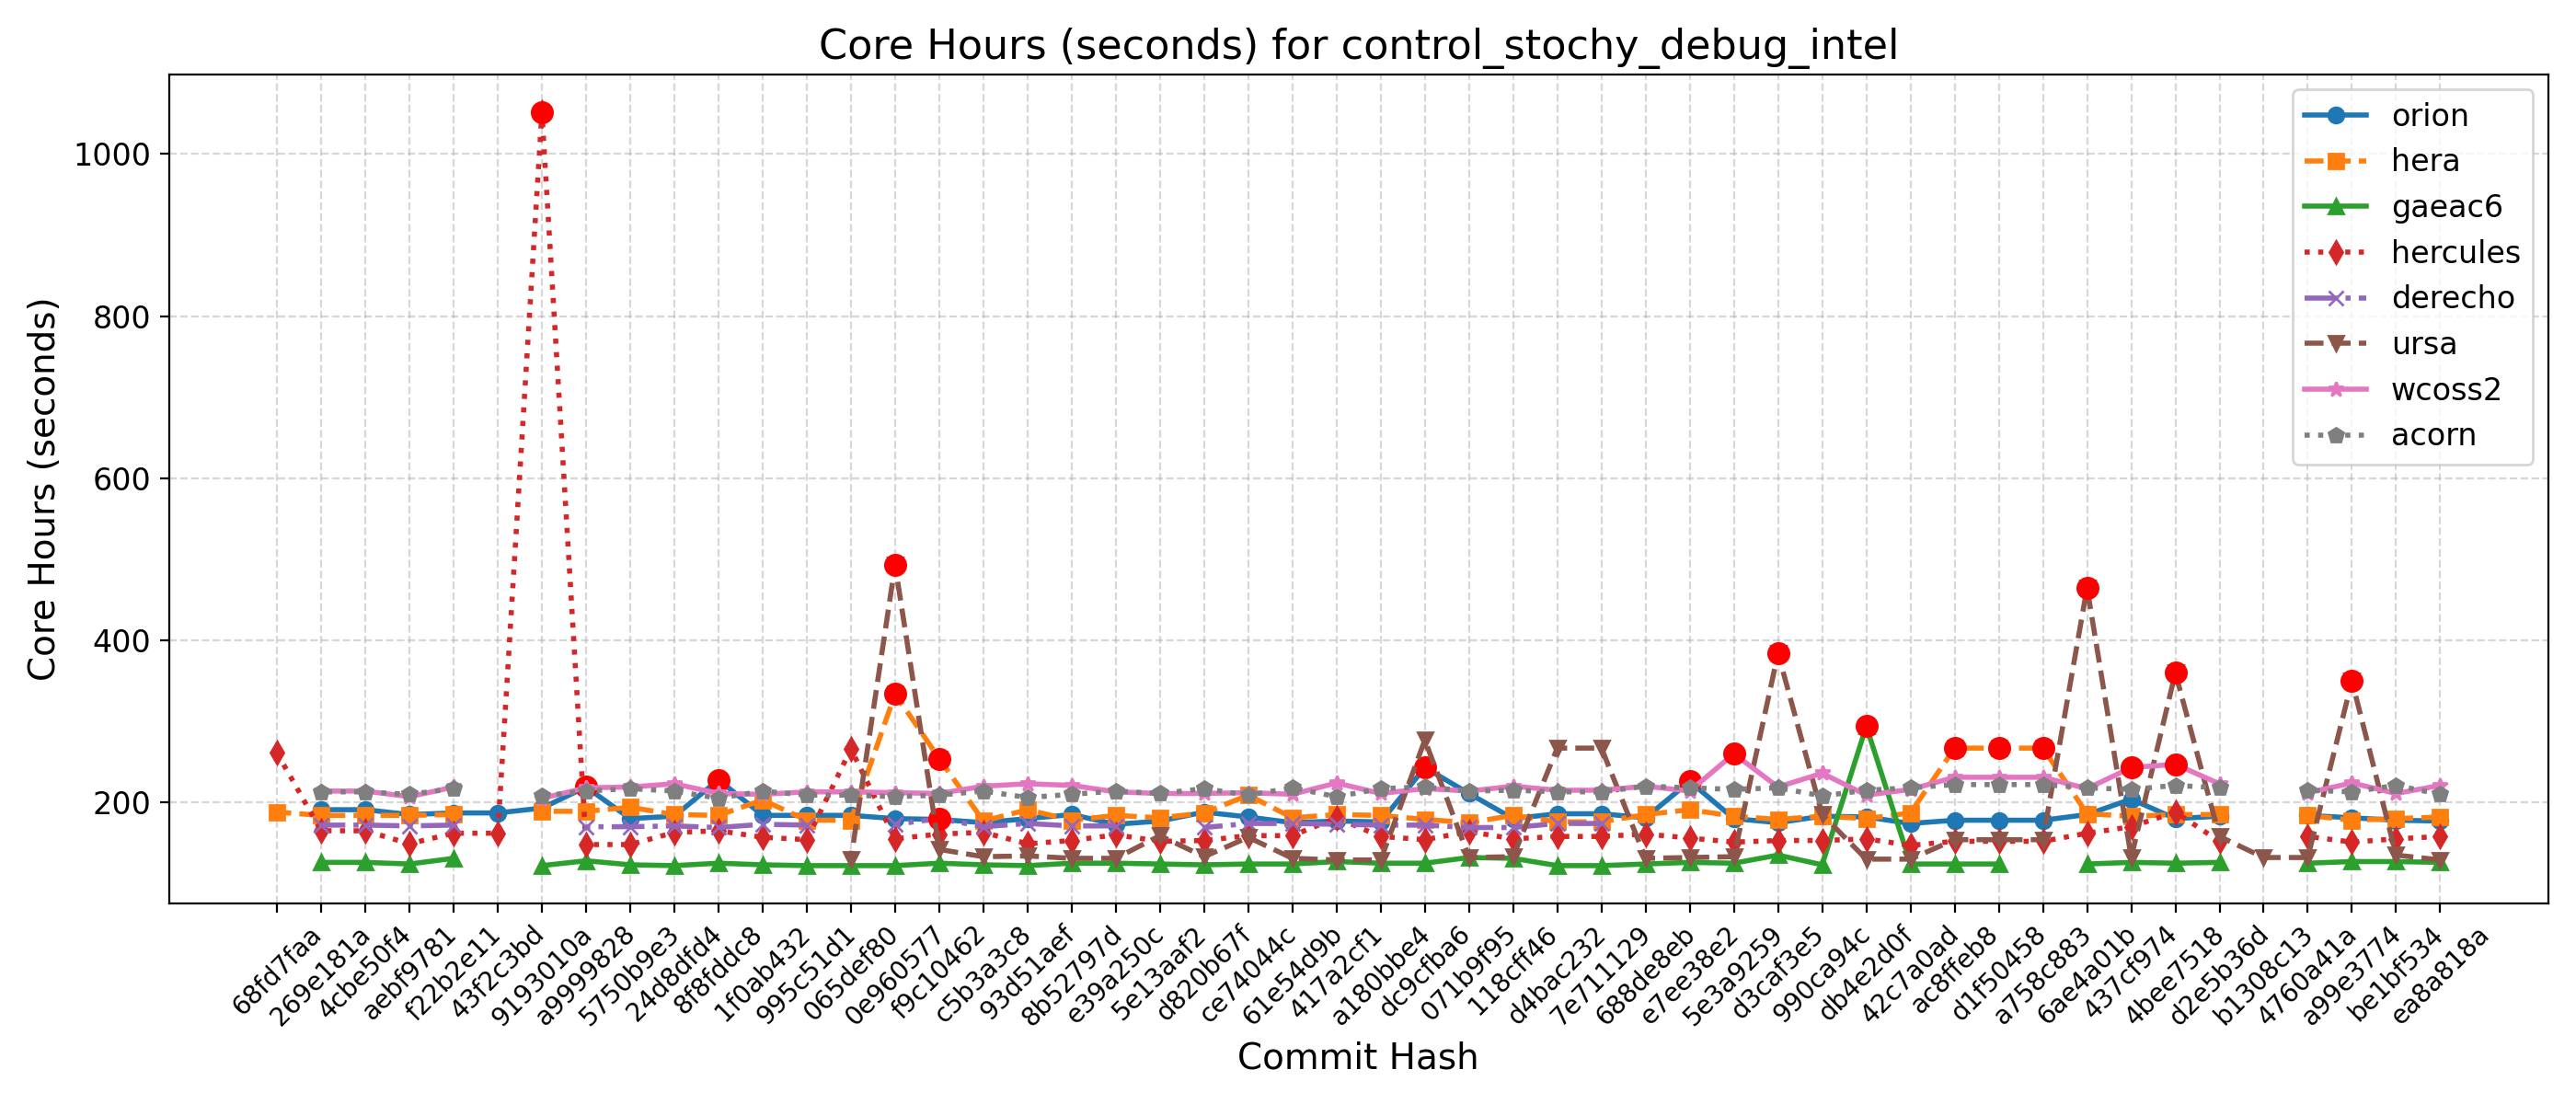 Core Hours (seconds) for control_stochy_debug_intel
Core Hours (seconds)
1000
800
600
400
200
orion
hera
gaeac6
hercules
derecho
ursa
wcoss2
acorn
68fd7faa
269e181a
4cbe50f4
aebf9781
f22b2e11
43f2c3bd
9193010a
a9999828
5750b9e3
24d8dfd4
8f8fddc8
1f0ab432
995c51d1
065def80
0e960577
f9c10462
c5b3a3c8
93d51aef
8b52797d
e39a250c
5e13aaf2
d820b67f
ce74044c
61e54d9b
417a2cf1
a180bbe4
dc9cfba6
071b9f95
118cff46
d4bac232
7e711129
688de8eb
e7ee38e2
5e3a9259
d3caf3e5
990ca94c
db4e2d0f
42c7a0ad
ac8ffeb8
d1f50458
a758c883
6ae4a01b
437cf974
4bee7518
d2e5b36d
b1308c13
4760a41a
a99e3774
be1bf534
ea8a818a
Commit Hash